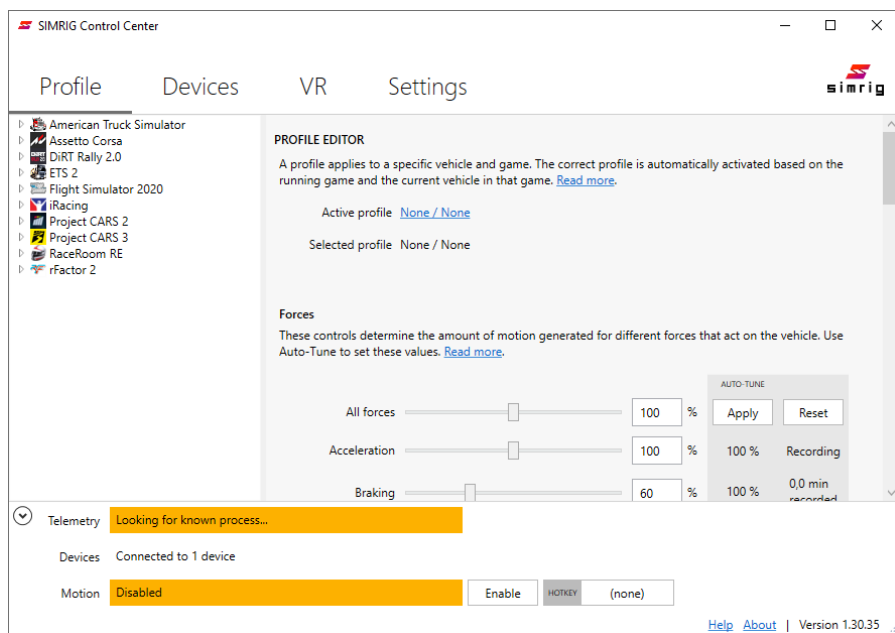 SIMRIG Control Center
Profile
Devices
VR
Settings
simrig
American Truck Simulator
Assetto Corsa
DiRT Rally 2.0
ETS 2
Flight Simulator 2020
iRacing
Project CARS 2
Project CARS 3
RaceRoom RE
rFactor 2
PROFILE EDITOR
A profile applies to a specific vehicle and game. The correct profile is automatically activated based on the
running game and the current vehicle in that game. Read more.
Active profile None / None
Selected profile None / None
Forces
These controls determine the amount of motion generated for different forces that act on the vehicle. Use
Auto-Tune to set these values. Read more.
AUTO-TUNE
All forces 100 % Apply Reset
Acceleration 100 % 100 % Recording
Braking 60 % 100 % 0,0 min
recorded
Telemetry Looking for known process...
Devices Connected to 1 device
Motion Disabled Enable HOTKEY (none)
Help About | Version 1.30.35